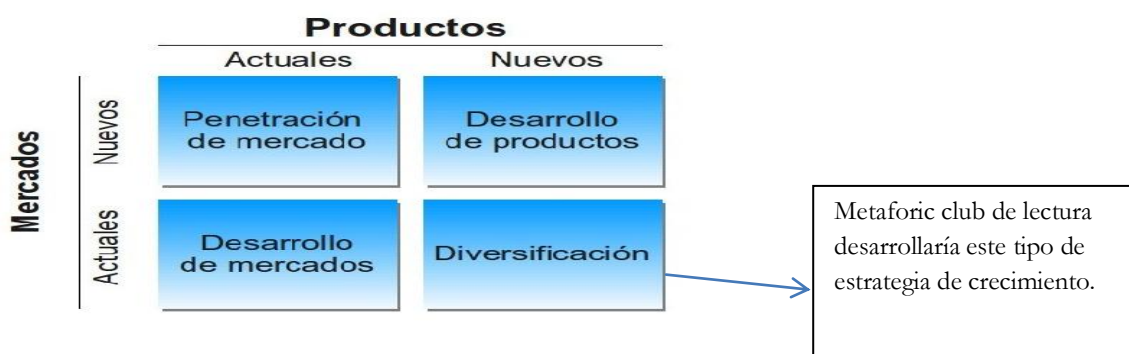 Productos
Actuales
Nuevos
Mercados
Nuevos
Penetración
de mercado
Desarrollo
de productos
Actuales
Desarrollo
de mercados
Diversificación
Metaforic club de lectura
desarrollaría este tipo de
estrategia de crecimiento.